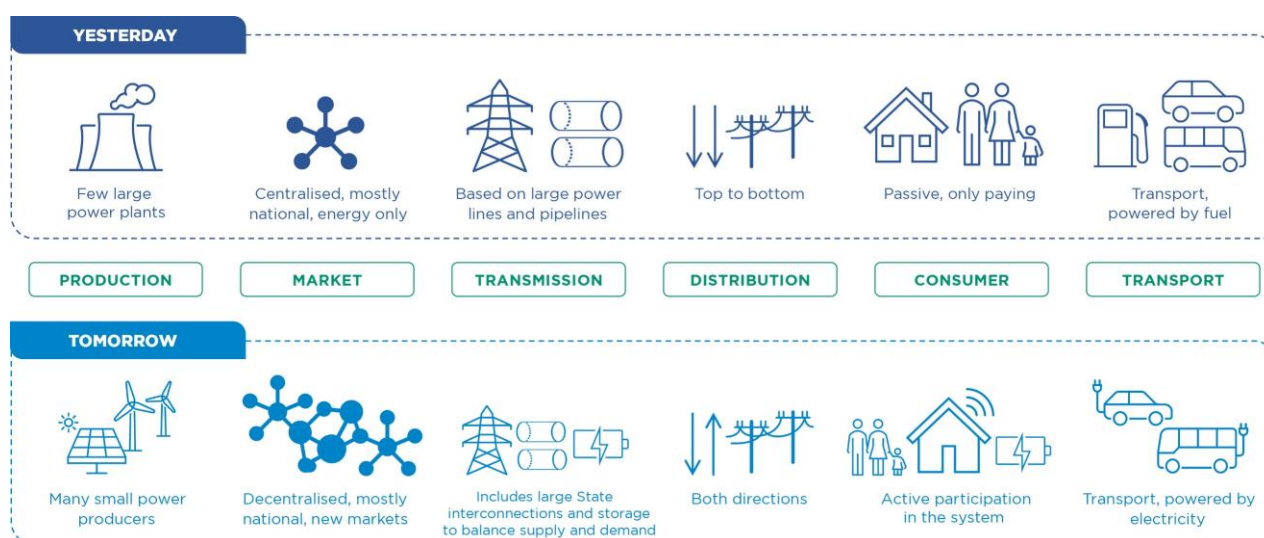 YESTERDAY
Few large
power plants
Centralised, mostly
national, energy only
Based on large power
lines and pipelines
Top to bottom
Passive, only paying
Transport,
powered by fuel
PRODUCTION
MARKET
TRANSMISSION
DISTRIBUTION
CONSUMER
TRANSPORT
TOMORROW
Many small power
producers
Decentralised, mostly
national, new markets
Includes large State
interconnections and storage
to balance supply and demand
Both directions
Active participation
in the system
Transport, powered by
electricity